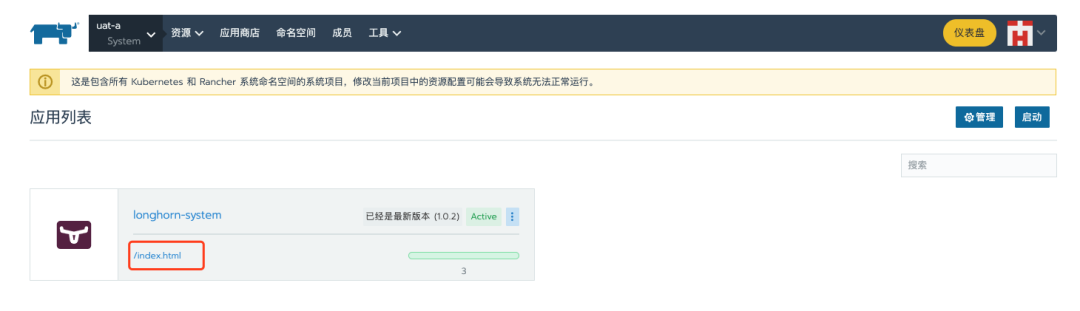 uat-a
System
资源 应用商店 命名空间 成员 工具 仪表盘
这是包含所有 Kubernetes 和 Rancher 系统命名空间的系统项目，修改当前项目中的资源配置可能会导致系统无法正常运行。
应用列表 管理 启动
搜索
longhorn-system 已经是最新版本 (1.0.2) Active
/index.html
3